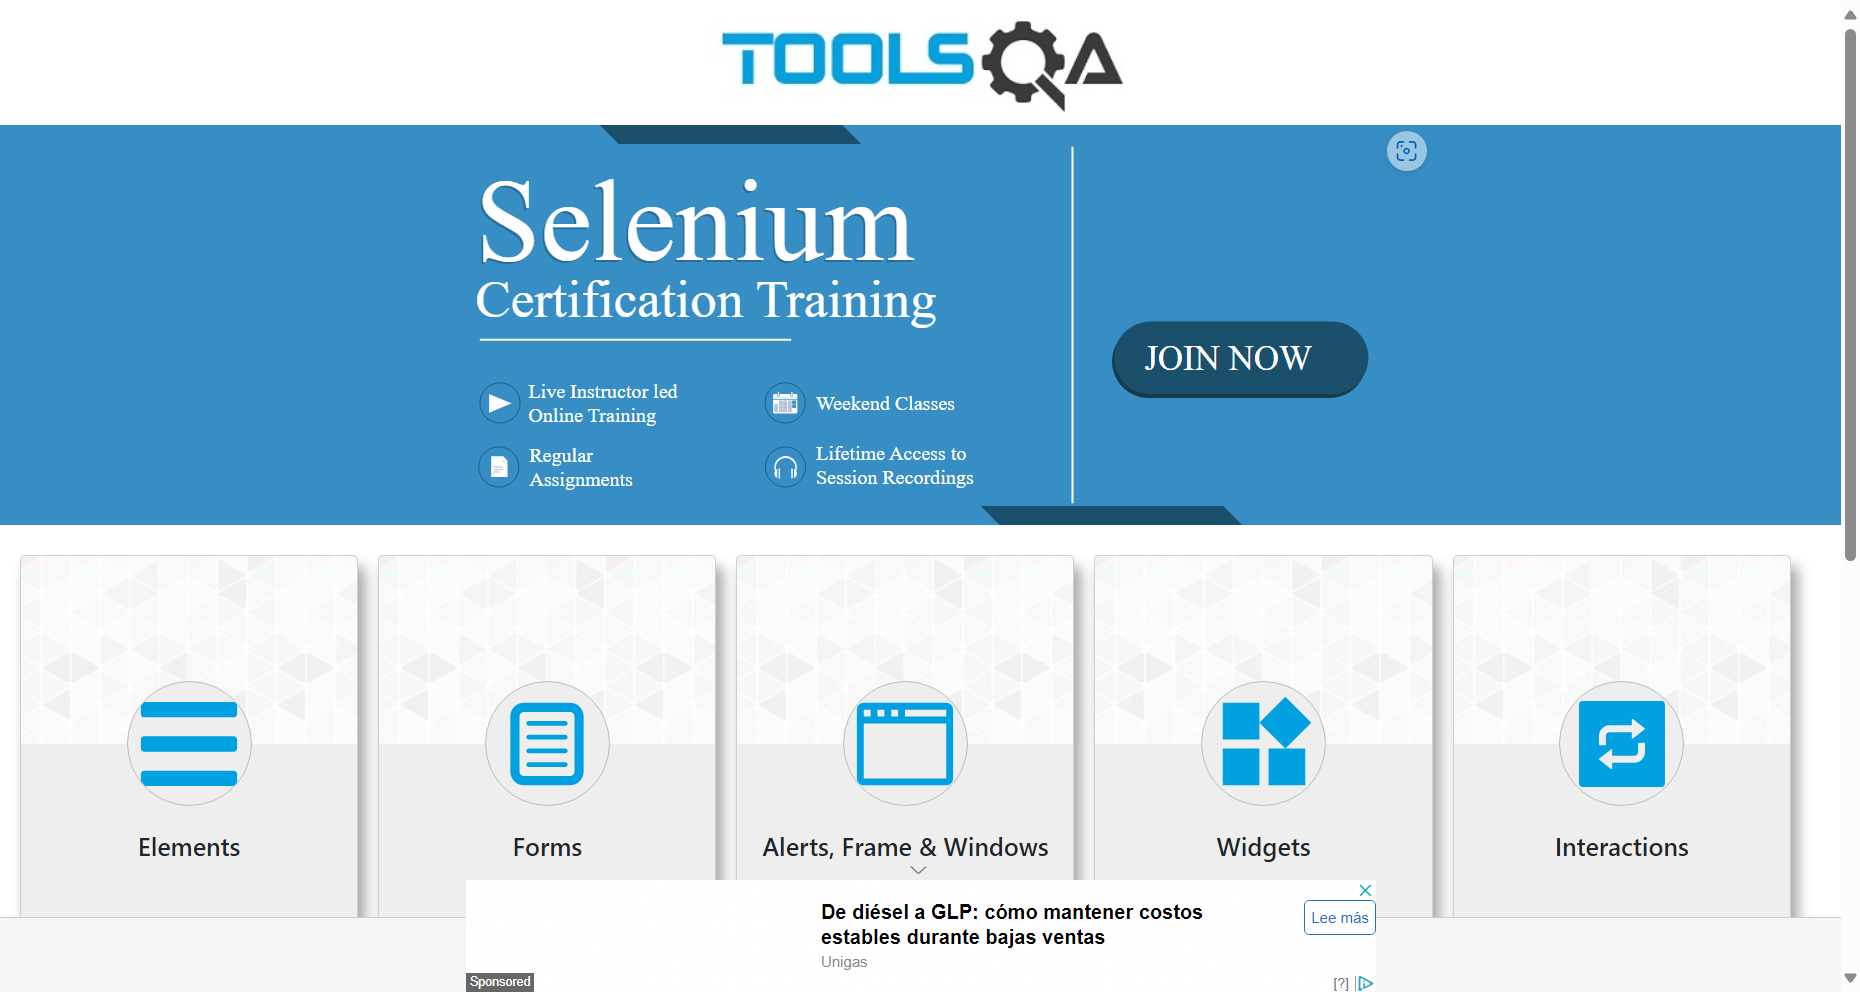 TOOLSQA
Selenium
Certification Training
JOIN NOW
Live Instructor led
Online Training
Weekend Classes
Regular
Assignments
Lifetime Access to
Session Recordings
Elements
Forms
Alerts, Frame & Windows
Widgets
Interactions
De diésel a GLP: cómo mantener costos
estables durante bajas ventas
Lee más
Unigas
Sponsored
[?]